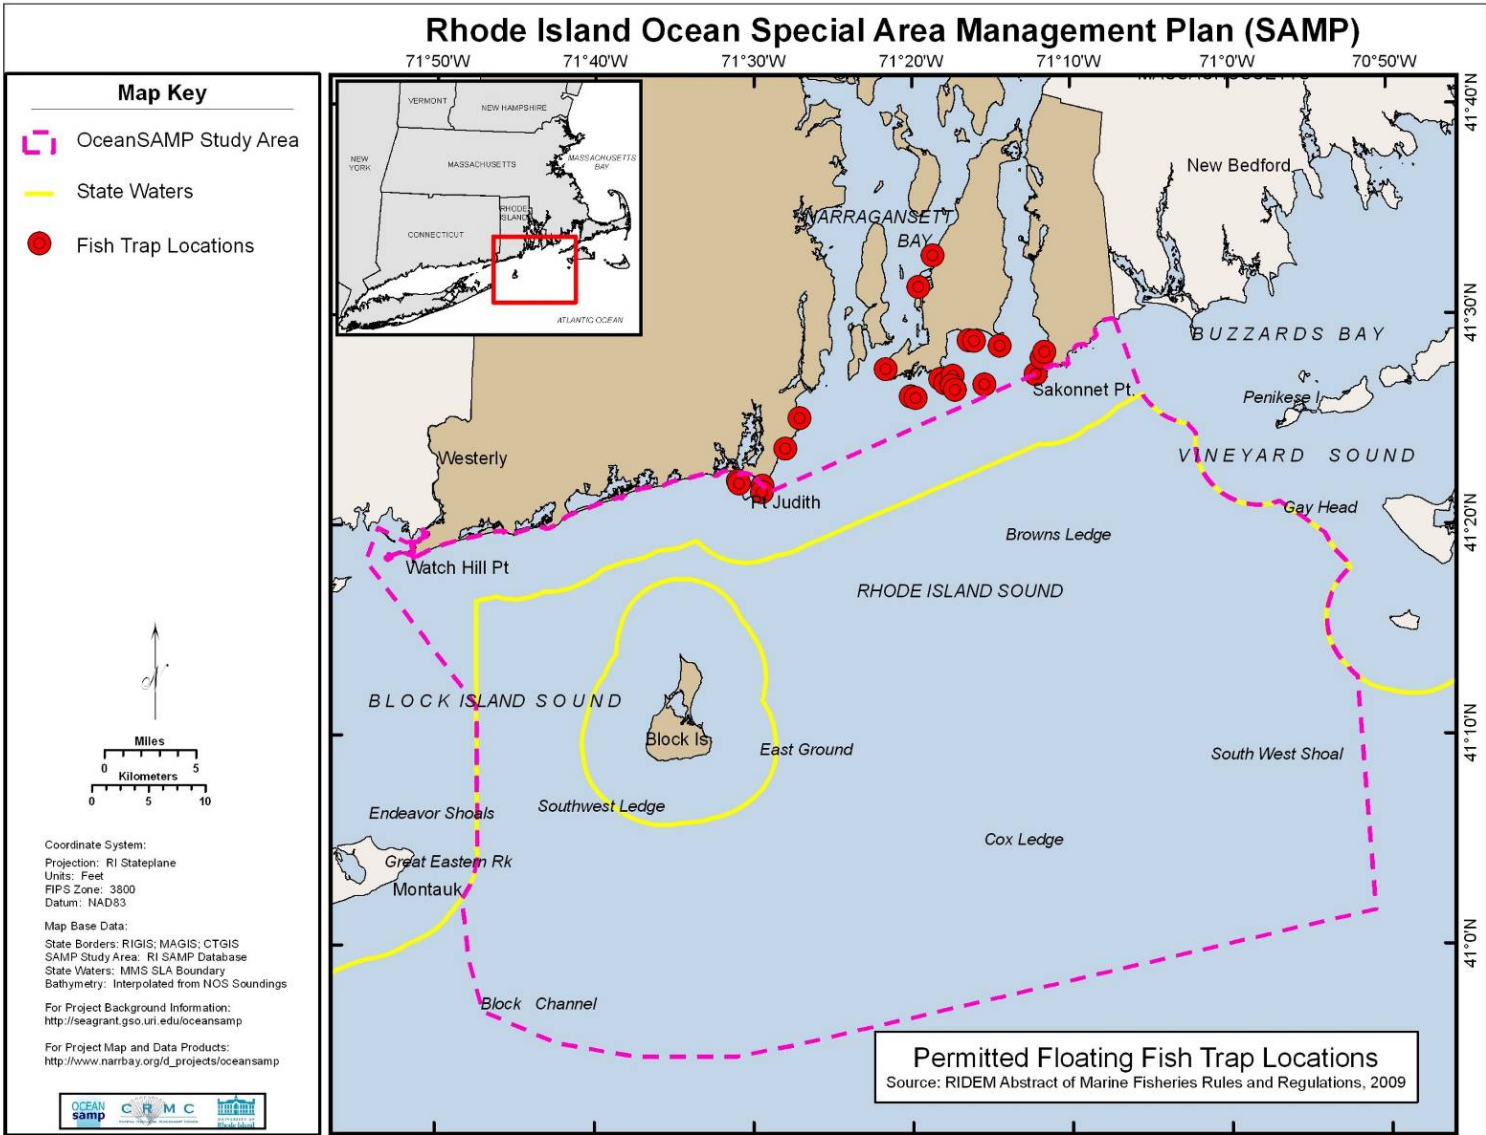 Rhode Island Ocean Special Area Management Plan (SAMP)
71°50'W 71°40'W 71°30'W 71°20'W 71°10'W 71°0'W 70°50'W
Map Key
OceanSAMP Study Area
State Waters
Fish Trap Locations
VERMONT
NEW HAMPSHIRE
NEW
YORK
MASSACHUSETTS
MASSACHUSETTS
BAY
RHODE
ISLAND
CONNECTICUT
ATLANTIC OCEAN
MASSACHUSETTS
41°40'N
New Bedford
NARRAGANSETT
BAY
41°30'N
BUZZARDS BAY
Penikese I
Sakonnet Pt.
Westerly
VINEYARD SOUND
Pt Judith
Gay Head
41°20'N
Browns Ledge
Watch Hill Pt
RHODE ISLAND SOUND
BLOCK ISLAND SOUND
Block Is
East Ground
South West Shoal
41°10'N
Endeavor Shoals
Southwest Ledge
Cox Ledge
Great Eastern Rk
Montauk
41°0'N
Block Channel
Miles
0 5
Kilometers
0 5 10
Coordinate System:
Projection: RI Stateplane
Units: Feet
FIPS Zone: 3800
Datum: NAD83
Map Base Data:
State Borders: RIGIS; MAGIS; CTGIS
SAMP Study Area: RI SAMP Database
State Waters: MMS SLA Boundary
Bathymetry: Interpolated from NOS Soundings
For Project Background Information:
http://seagrant.gso.uri.edu/oceansamp
For Project Map and Data Products:
http://www.narrbay.org/d_projects/oceansamp
OCEAN
samp
CRMC
Rhode Island
Permitted Floating Fish Trap Locations
Source: RIDEM Abstract of Marine Fisheries Rules and Regulations, 2009